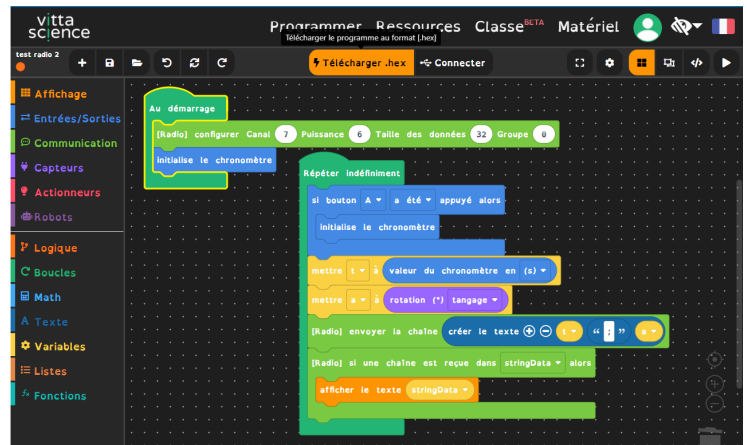 vitta
science
Programmer Ressources Classe BETA Matériel
Télécharger le programme au format (.hex)
test radio 2
Télécharger .hex
Connecter
Affichage
Entrées/Sorties
Communication
Capteurs
Actionneurs
Robots
Logique
Boucles
Math
Texte
Variables
Listes
Fonctions
Au démarrage
[Radio] configurer Canal 7 Puissance 6 Taille des données 32 Groupe 0
initialise le chronomètre
Répéter indéfiniment
si bouton A a été appuyé alors
initialise le chronomètre
mettre t à valeur du chronomètre en (s)
mettre a à rotation (°) tangage
[Radio] envoyer la chaîne créer le texte t “ ; ” a
[Radio] si une chaîne est reçue dans stringData alors
afficher le texte stringData